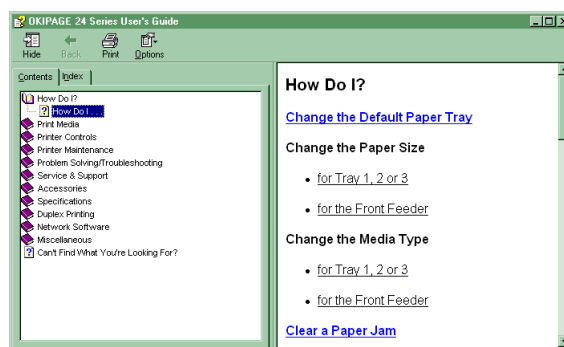 OKIPAGE 24 Series User's Guide
Hide Back Print Options
Contents Index
How Do I?
How Do I . . .
Print Media
Printer Controls
Printer Maintenance
Problem Solving/Troubleshooting
Service & Support
Accessories
Specifications
Duplex Printing
Network Software
Miscellaneous
Can't Find What You're Looking For?
How Do I?
Change the Default Paper Tray
Change the Paper Size
• for Tray 1, 2 or 3
• for the Front Feeder
Change the Media Type
• for Tray 1, 2 or 3
• for the Front Feeder
Clear a Paper Jam